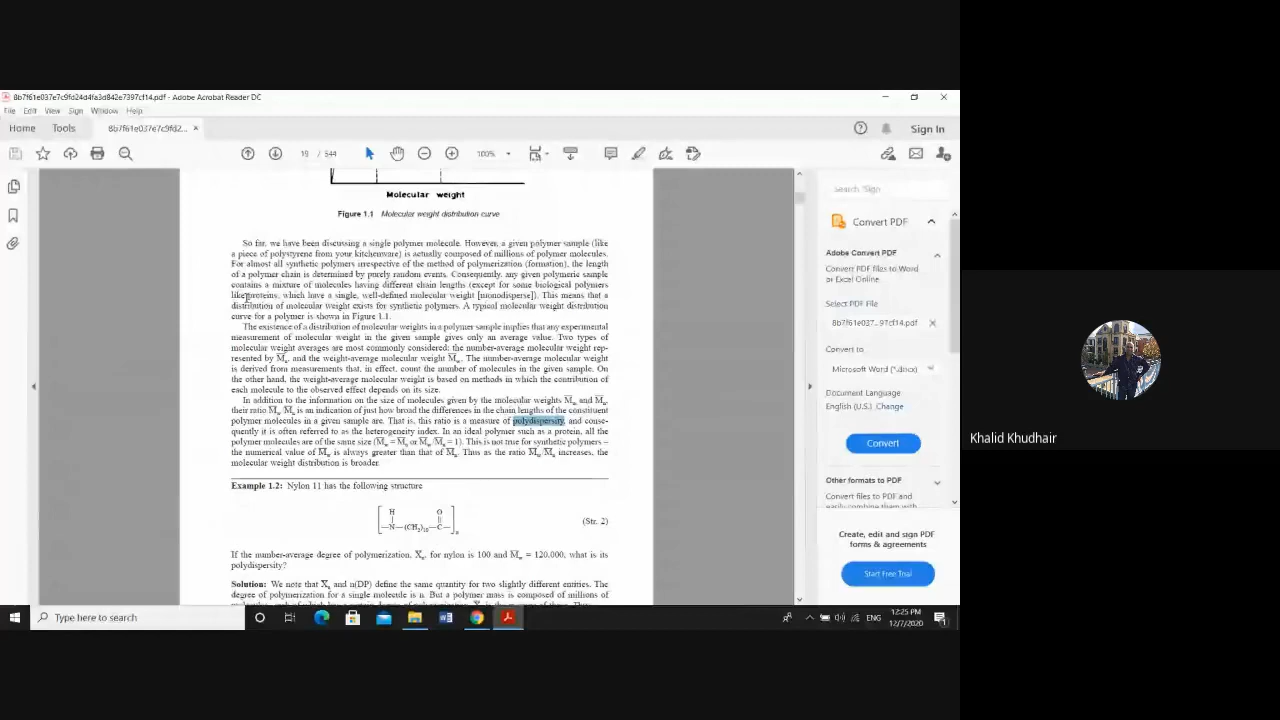 8b7f61e037e7c9fd24d4fa3d842e7397cf14.pdf - Adobe Acrobat Reader DC
File Edit View Sign Window Help
Home Tools 8b7f61e037e7c9fd2... × Sign In
19 / 544 100%
Molecular weight
Figure 1.1 Molecular weight distribution curve
So far, we have been discussing a single polymer molecule. However, a given polymer sample (like
a piece of polystyrene from your kitchenware) is actually composed of millions of polymer molecules.
For almost all synthetic polymers irrespective of the method of polymerization (formation), the length
of a polymer chain is determined by purely random events. Consequently, any given polymeric sample
contains a mixture of molecules having different chain lengths (except for some biological polymers
like proteins, which have a single, well-defined molecular weight [monodisperse]). This means that a
distribution of molecular weight exists for synthetic polymers. A typical molecular weight distribution
curve for a polymer is shown in Figure 1.1.
The existence of a distribution of molecular weights in a polymer sample implies that any experimental
measurement of molecular weight in the given sample gives only an average value. Two types of
molecular weight averages are most commonly considered: the number-average molecular weight rep-
resented by M̅n, and the weight-average molecular weight M̅w. The number-average molecular weight
is derived from measurements that, in effect, count the number of molecules in the given sample. On
the other hand, the weight-average molecular weight is based on methods in which the contribution of
each molecule to the observed effect depends on its size.
In addition to the information on the size of molecules given by the molecular weights M̅w and M̅n,
their ratio M̅w/M̅n is an indication of just how broad the differences in the chain lengths of the constituent
polymer molecules in a given sample are. That is, this ratio is a measure of polydispersity, and conse-
quently it is often referred to as the heterogeneity index. In an ideal polymer such as a protein, all the
polymer molecules are of the same size (M̅w = M̅n or M̅w/M̅n = 1). This is not true for synthetic polymers –
the numerical value of M̅w is always greater than that of M̅n. Thus as the ratio M̅w/M̅n increases, the
molecular weight distribution is broader.
Example 1.2: Nylon 11 has the following structure
H O
N (CH2)10 C n (Str. 2)
If the number-average degree of polymerization, X̅n, for nylon is 100 and M̅w = 120,000, what is its
polydispersity?
Solution: We note that X̅n and n(DP) define the same quantity for two slightly different entities. The
degree of polymerization for a single molecule is n. But a polymer mass is composed of millions of
Search 'Sign'
Convert PDF
Adobe Convert PDF
Convert PDF files to Word
or Excel Online
Select PDF File
8b7f61e037...97cf14.pdf
Convert to
Microsoft Word (*.docx)
Document Language
English (U.S.) Change
Convert
Other formats to PDF
Convert files to PDF and
easily combine them with
Create, edit and sign PDF
forms & agreements
Start Free Trial
Type here to search
ENG
12:25 PM
12/7/2020
Khalid Khudhair